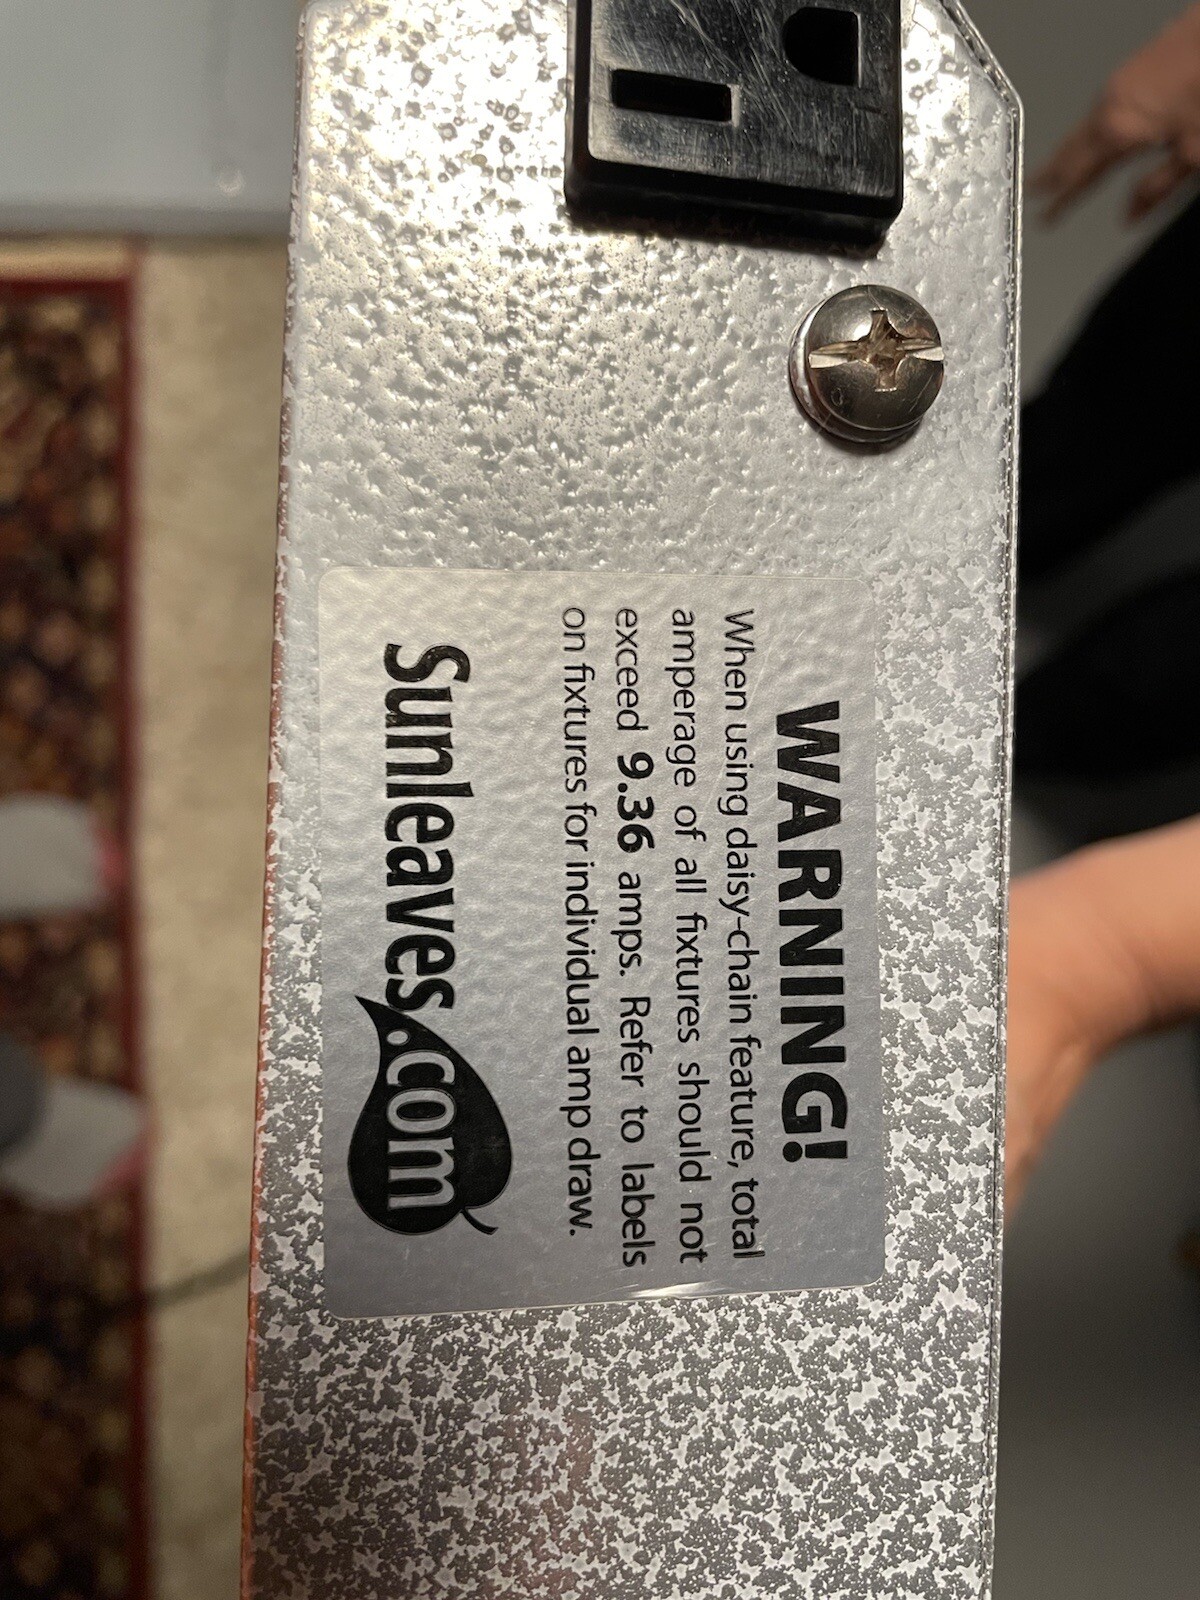 WARNING!
When using daisy-chain feature, total
amperage of all fixtures should not
exceed 9.36 amps. Refer to labels
on fixtures for individual amp draw.
Sunleaves.com